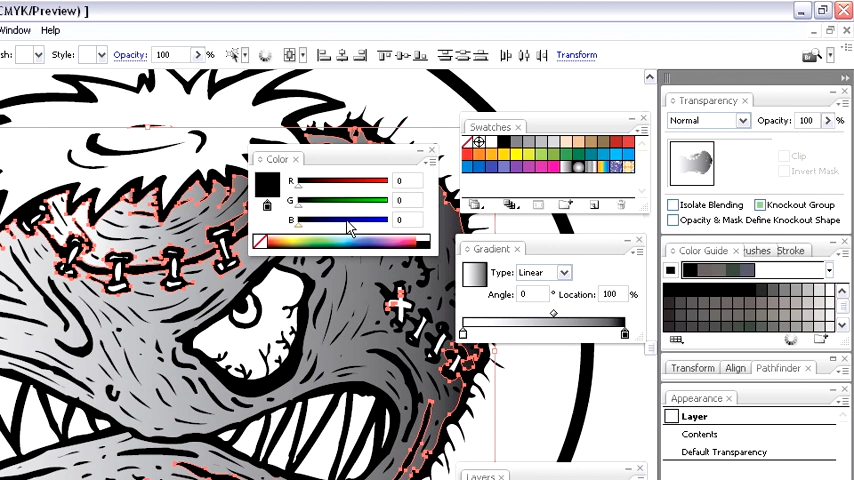 CMYK/Preview) ]
Window Help
sh: Style: Opacity: 100 % Transform
Br
Transparency
Normal Opacity: 100 %
Clip
Invert Mask
Isolate Blending Knockout Group
Opacity & Mask Define Knockout Shape
Swatches
Color
R 0
G 0
B 0
Gradient
Type: Linear
Angle: 0 ° Location: 100 %
Color Guide ushes Stroke
Transform Align Pathfinder
Appearance
Layer
Contents
Default Transparency
Layers